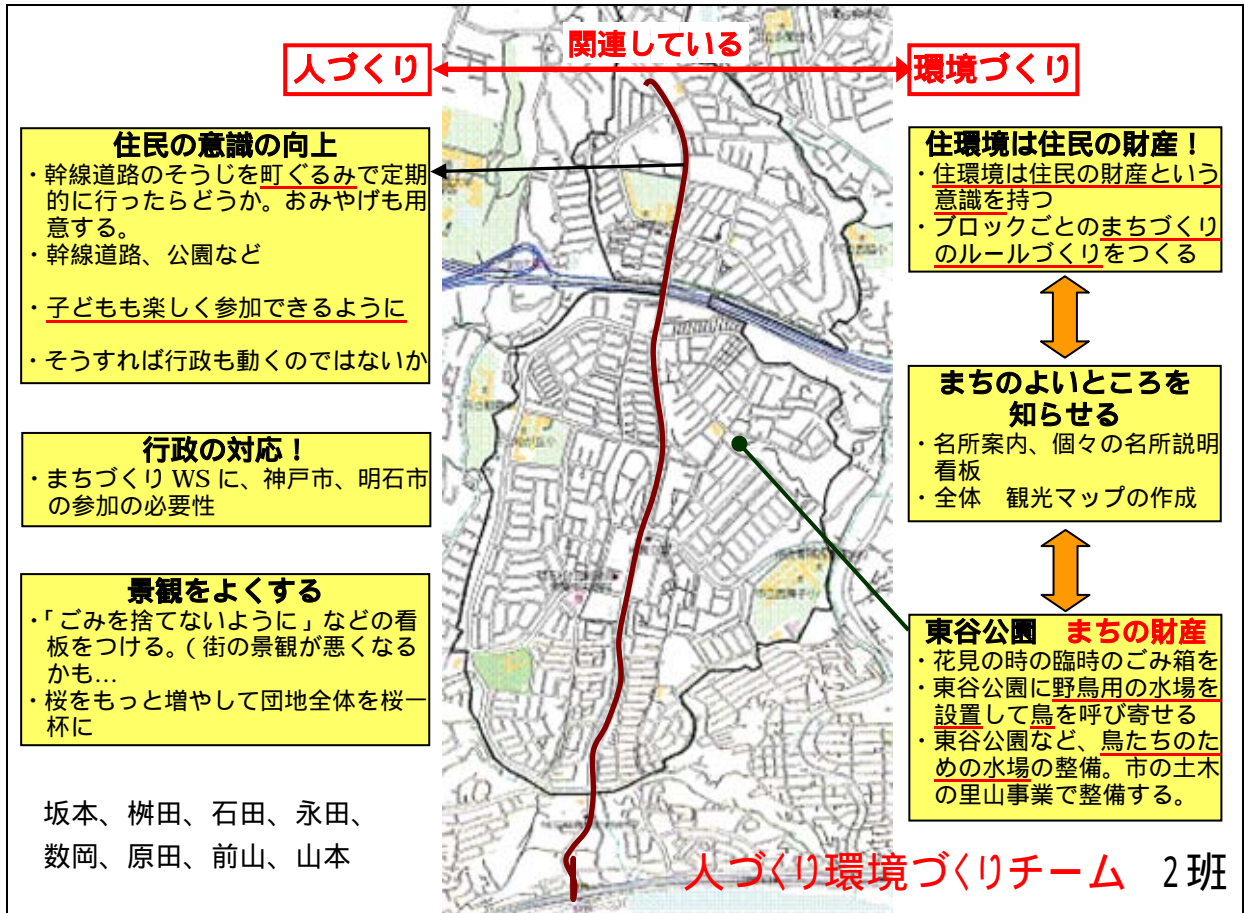 関連している
人づくり
環境づくり
住民の意識の向上
・幹線道路のそうじを町ぐるみで定期
的に行ったらどうか。おみやげも用
意する。
・幹線道路、公園など
・子どもも楽しく参加できるように
・そうすれば行政も動くのではないか
行政の対応！
・まちづくり WS に、神戸市、明石市
の参加の必要性
景観をよくする
・「ごみを捨てないように」などの看
板をつける。(街の景観が悪くなる
かも…
・桜をもっと増やして団地全体を桜一
杯に
坂本、桝田、石田、永田、
数岡、原田、前山、山本
住環境は住民の財産！
・住環境は住民の財産という
意識を持つ
・ブロックごとのまちづくり
のルールづくりをつくる
まちのよいところを
知らせる
・名所案内、個々の名所説明
看板
・全体　観光マップの作成
東谷公園　まちの財産
・花見の時の臨時のごみ箱を
・東谷公園に野鳥用の水場を
設置して鳥を呼び寄せる
・東谷公園など、鳥たちのた
めの水場の整備。市の土木
の里山事業で整備する。
人づくり環境づくりチーム　2班